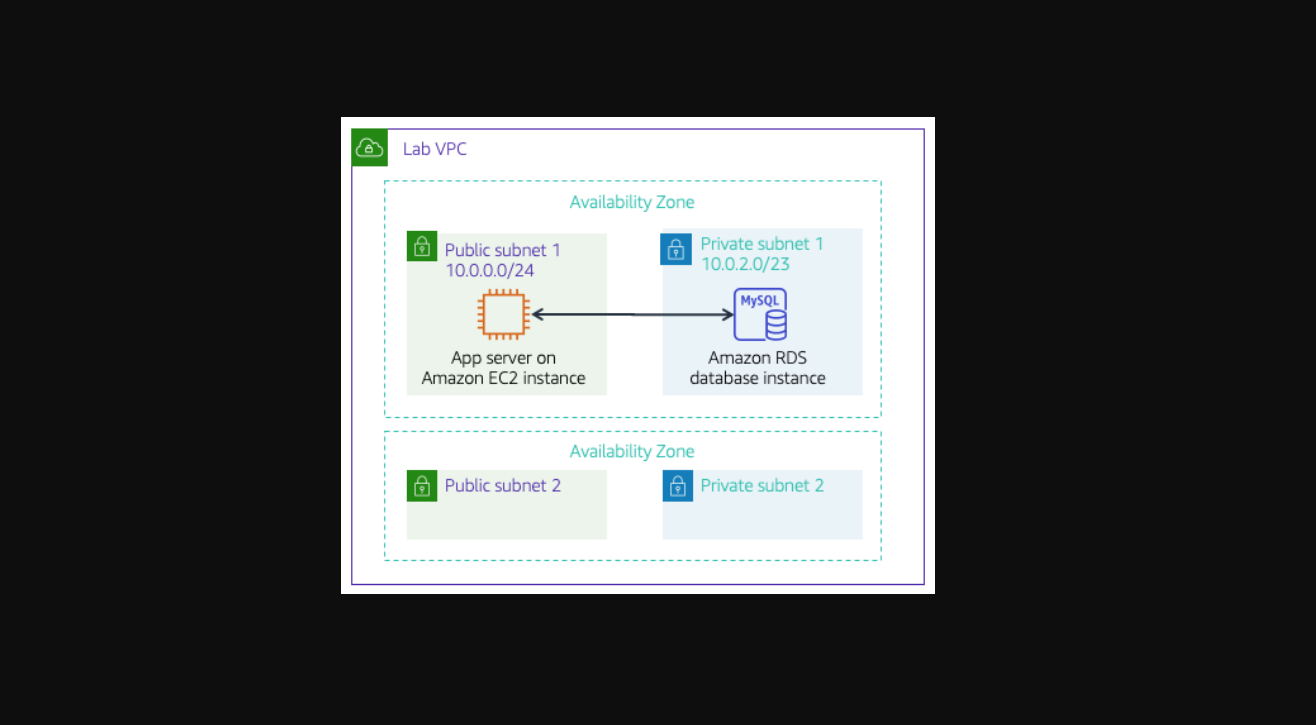 Lab VPC
Availability Zone
Public subnet 1
10.0.0.0/24
Private subnet 1
10.0.2.0/23
MySQL
App server on
Amazon EC2 instance
Amazon RDS
database instance
Availability Zone
Public subnet 2
Private subnet 2